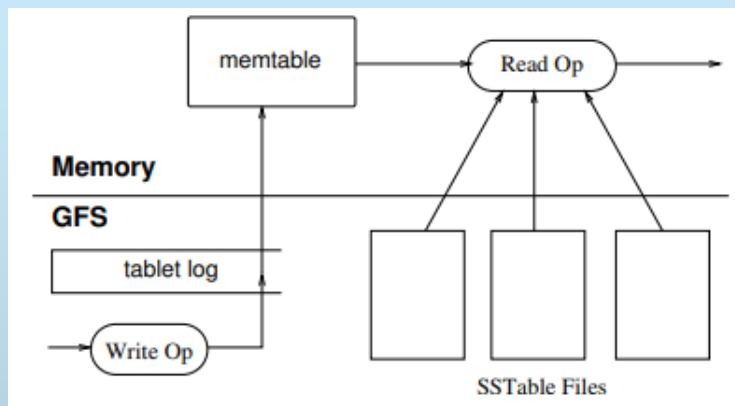 memtable
Read Op
Memory
GFS
tablet log
Write Op
SSTable Files